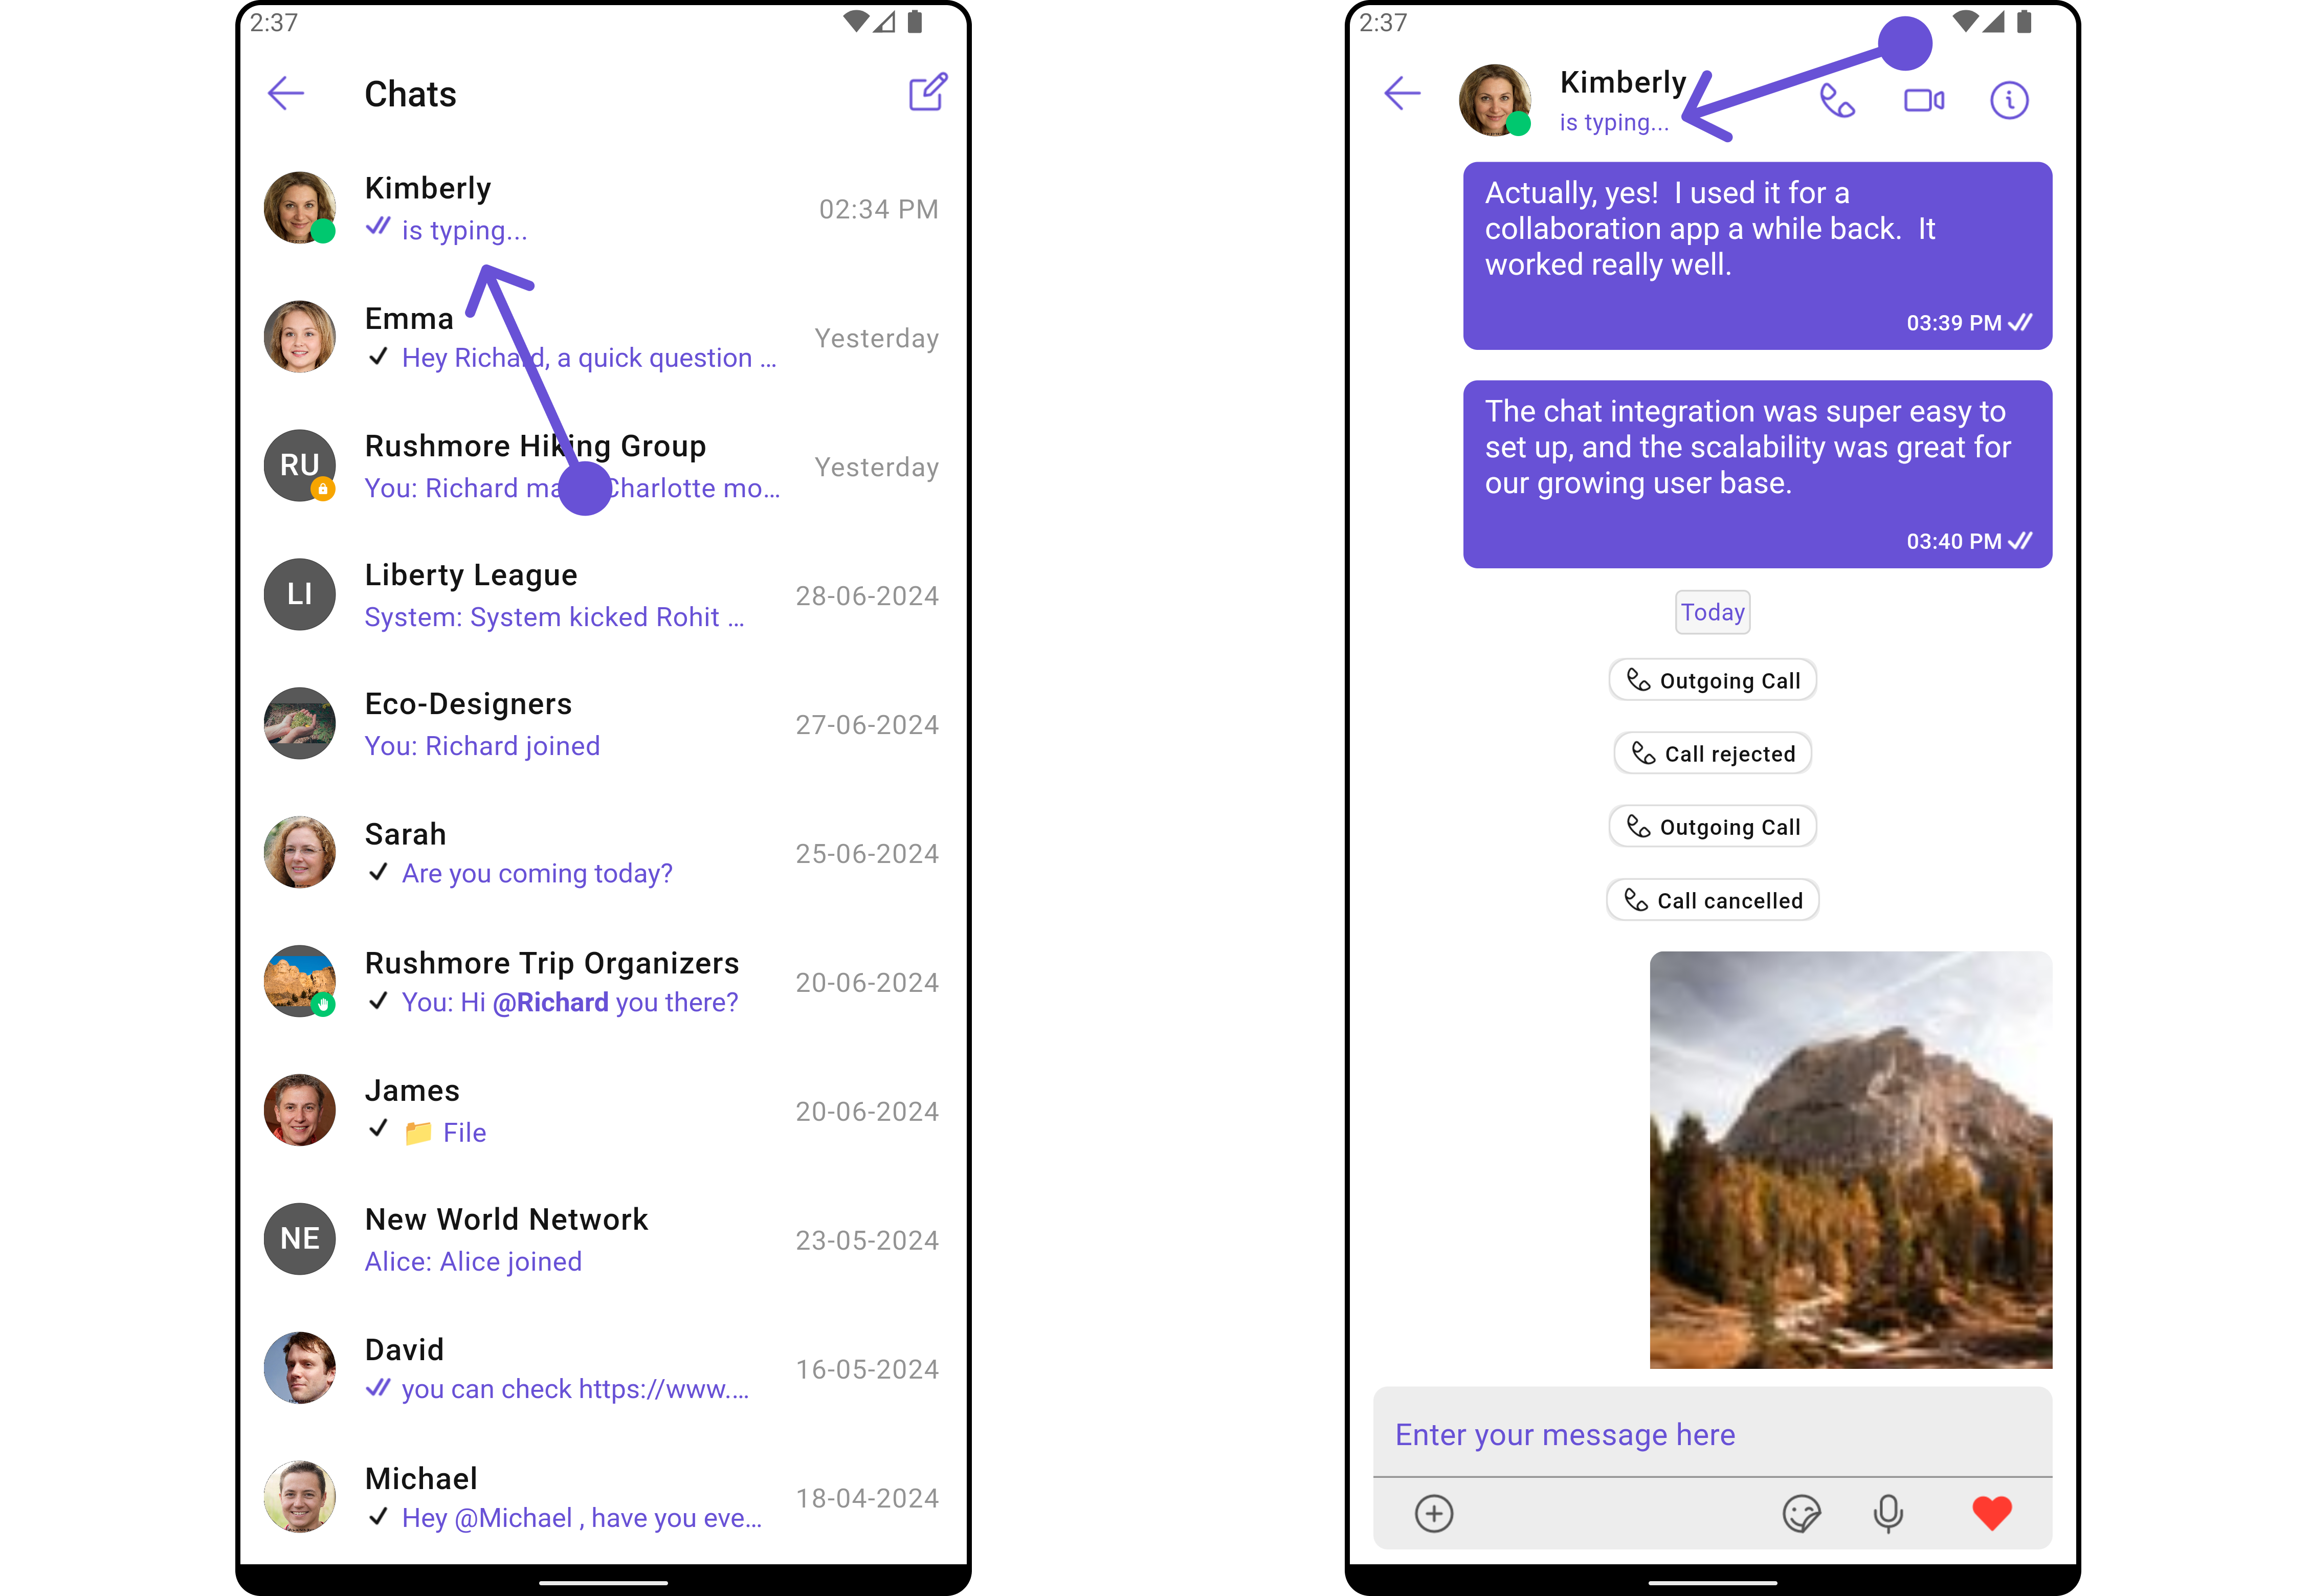 2:37
Chats
Kimberly
02:34 PM
is typing...
Emma
Yesterday
Hey Richard, a quick question ...
RU
Rushmore Hiking Group
Yesterday
You: Richard ma Charlotte mo...
LI
Liberty League
28-06-2024
System: System kicked Rohit ...
Eco-Designers
27-06-2024
You: Richard joined
Sarah
25-06-2024
Are you coming today?
Rushmore Trip Organizers
20-06-2024
You: Hi @Richard you there?
James
20-06-2024
File
NE
New World Network
23-05-2024
Alice: Alice joined
David
16-05-2024
you can check https://www....
Michael
18-04-2024
Hey @Michael , have you eve...
2:37
Kimberly
is typing...
Actually, yes!  I used it for a
collaboration app a while back.  It
worked really well.
03:39 PM
The chat integration was super easy to
set up, and the scalability was great for
our growing user base.
03:40 PM
Today
Outgoing Call
Call rejected
Outgoing Call
Call cancelled
Enter your message here